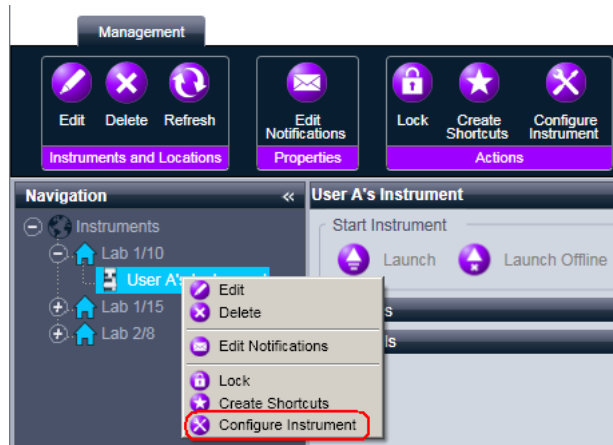 Management
Edit
Delete
Refresh
Edit
Notifications
Lock
Create
Shortcuts
Configure
Instrument
Instruments and Locations
Properties
Actions
Navigation
«
User A's Instrument
Instruments
Start Instrument
Lab 1/10
Launch
Launch Offline
User A's
Edit
Lab 1/15
Delete
s
Lab 2/8
Edit Notifications
ls
Lock
Create Shortcuts
Configure Instrument